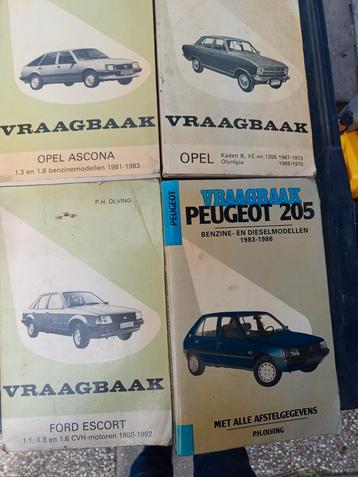 VRAAGBAAK
OPEL ASCONA
1.3 en 1.6 benzinemodellen 1981-1983
VRAAGBAAK
OPEL Kadett B, XE en 1200 1967-1973
Olympia 1968-1970
P.H. OLVING
VRAAGBAAK
FORD ESCORT
1.1, 1.3 en 1.6 CVH-motoren 1980-1982
PEUGEOT
VRAAGBAAK
PEUGEOT 205
BENZINE- EN DIESELMODELLEN
1983-1986
MET ALLE AFSTELGEGEVENS
P.H.OLVING